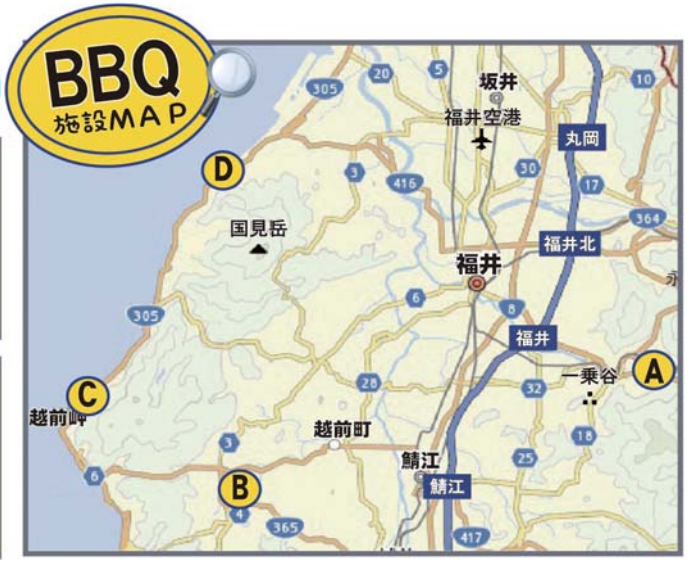 BBQ
施設MAP
305
20
5
坂井
10
福井空港
丸岡
D
3
416
30
17
364
国見岳
福井北
福井
永
305
6
8
福井
一乗谷
A
C
越前岬
28
32
越前町
3
18
鯖江
25
6
B
鯖江
4
365
417